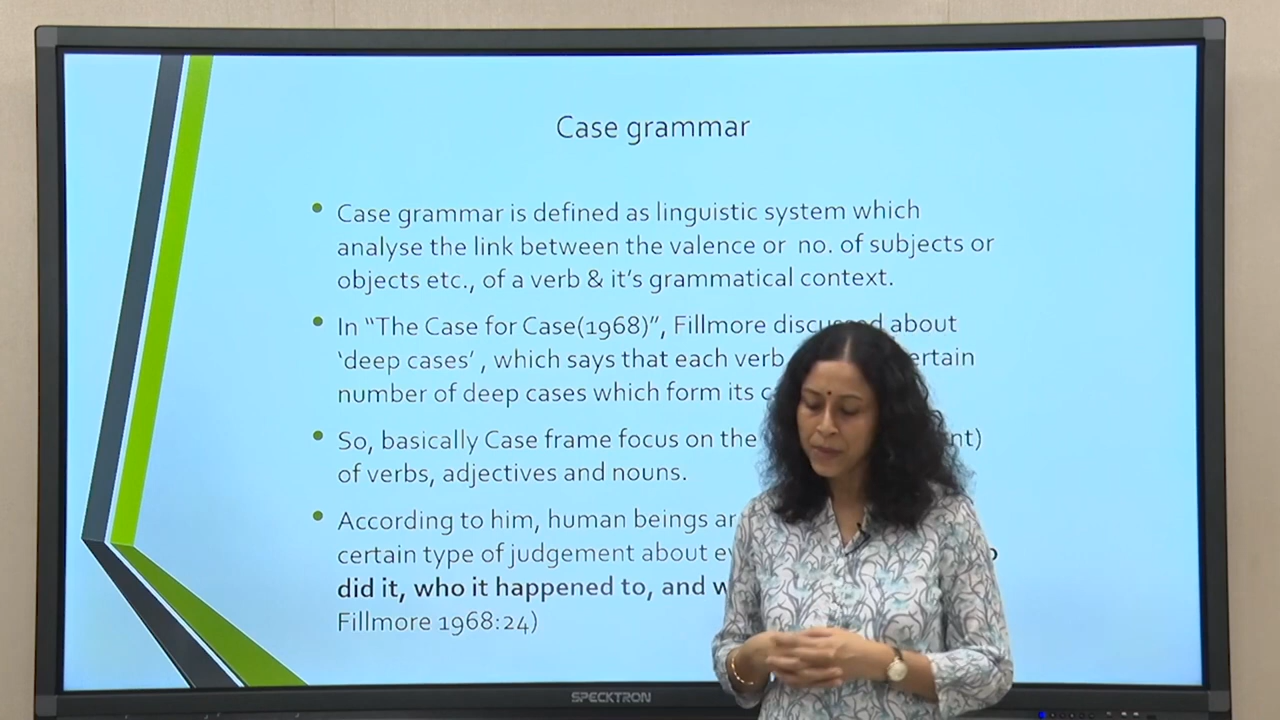 Case grammar
• Case grammar is defined as linguistic system which
analyse the link between the valence or no. of subjects or
objects etc., of a verb & it's grammatical context.
• In "The Case for Case(1968)", Fillmore discussed about
'deep cases' , which says that each verb ertain
number of deep cases which form its c
• So, basically Case frame focus on the nt)
of verbs, adjectives and nouns.
• According to him, human beings ar
certain type of judgement about ev o
did it, who it happened to, and w
Fillmore 1968:24)
SPECKTRON